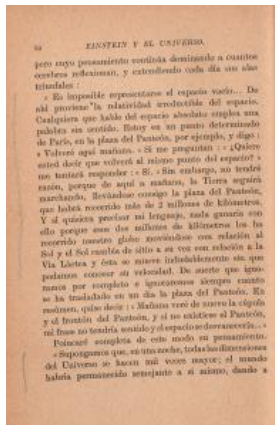 EINSTEIN Y EL UNIVERSO.
pero cuyo pensamiento continúa dominando a cuantos
cerebros reflexionan, y extendiendo cada día con alas
triunfales :
« Es imposible representarse el espacio vacío... De
ahí proviene la relatividad irreductible del espacio.
Cualquiera que hable del espacio absoluto emplea una
palabra sin sentido. Estoy en un punto determinado
de París, en la plaza del Panteón, por ejemplo, y digo :
« Volveré aquí mañana. » Si me preguntan : « ¿Quiere
usted decir que volverá al mismo punto del espacio? »
me tentará responder : « Sí. » Sin embargo, no tendré
razón, porque de aquí a mañana, la Tierra seguirá
marchando, llevándose consigo la plaza del Panteón,
que habrá recorrido más de 2 millones de kilómetros.
Y si quisiera precisar mi lenguaje, nada ganaría con
ello porque esos dos millones de kilómetros los ha
recorrido nuestro globo moviéndose con relación al
Sol y el Sol cambia de sitio a su vez con relación a la
Vía Láctea y ésta se mueve indudablemente sin que
podamos conocer su velocidad. De suerte que igno-
ramos por completo e ignoraremos siempre cuanto
se ha trasladado en un día la plaza del Panteón. En
resumen, quise decir : « Mañana veré de nuevo la cúpola
y el frontón del Panteón, y si no existiese el Panteón,
mi frase no tendría sentido y el espacio se desvanecería... »
Poincaré completa de este modo su pensamiento.
« Supongamos que, en una noche, todas las dimensiones
del Universo se hacen mil veces mayor; el mundo
habría permanecido semejante a sí mismo, dando a